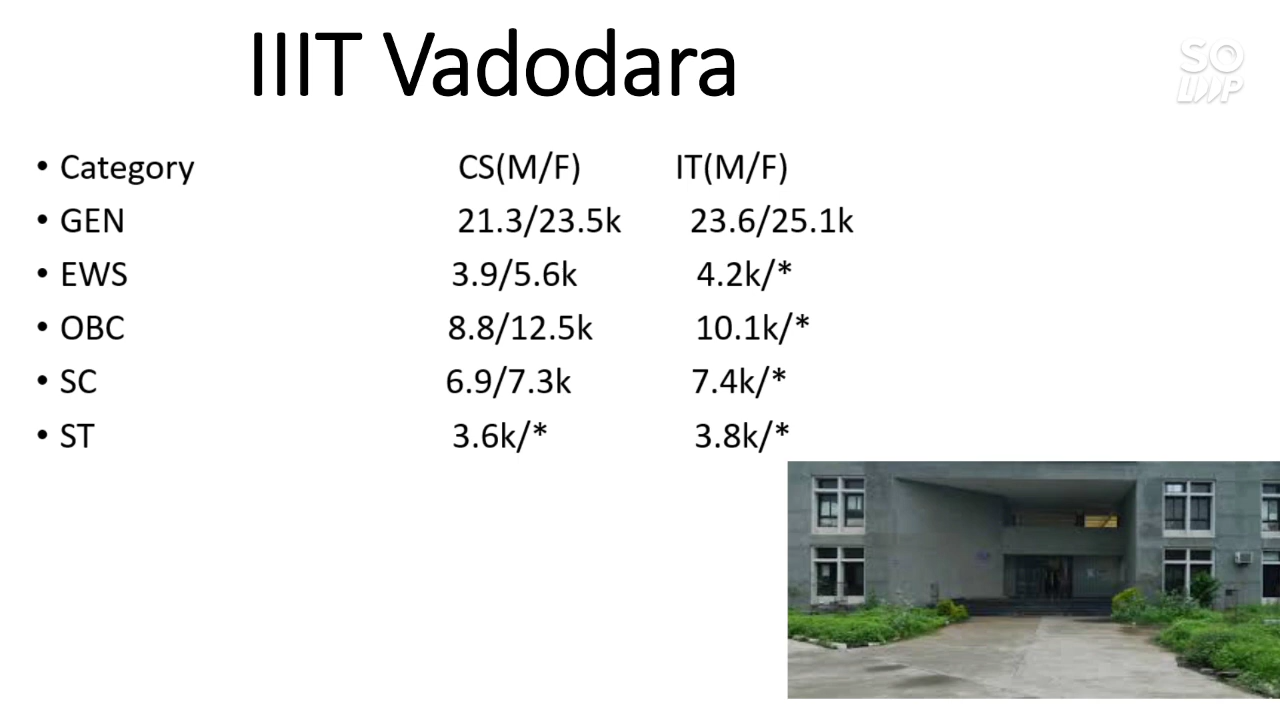 IIIT Vadodara
SO
LOOP
• Category CS(M/F) IT(M/F)
• GEN 21.3/23.5k 23.6/25.1k
• EWS 3.9/5.6k 4.2k/*
• OBC 8.8/12.5k 10.1k/*
• SC 6.9/7.3k 7.4k/*
• ST 3.6k/* 3.8k/*